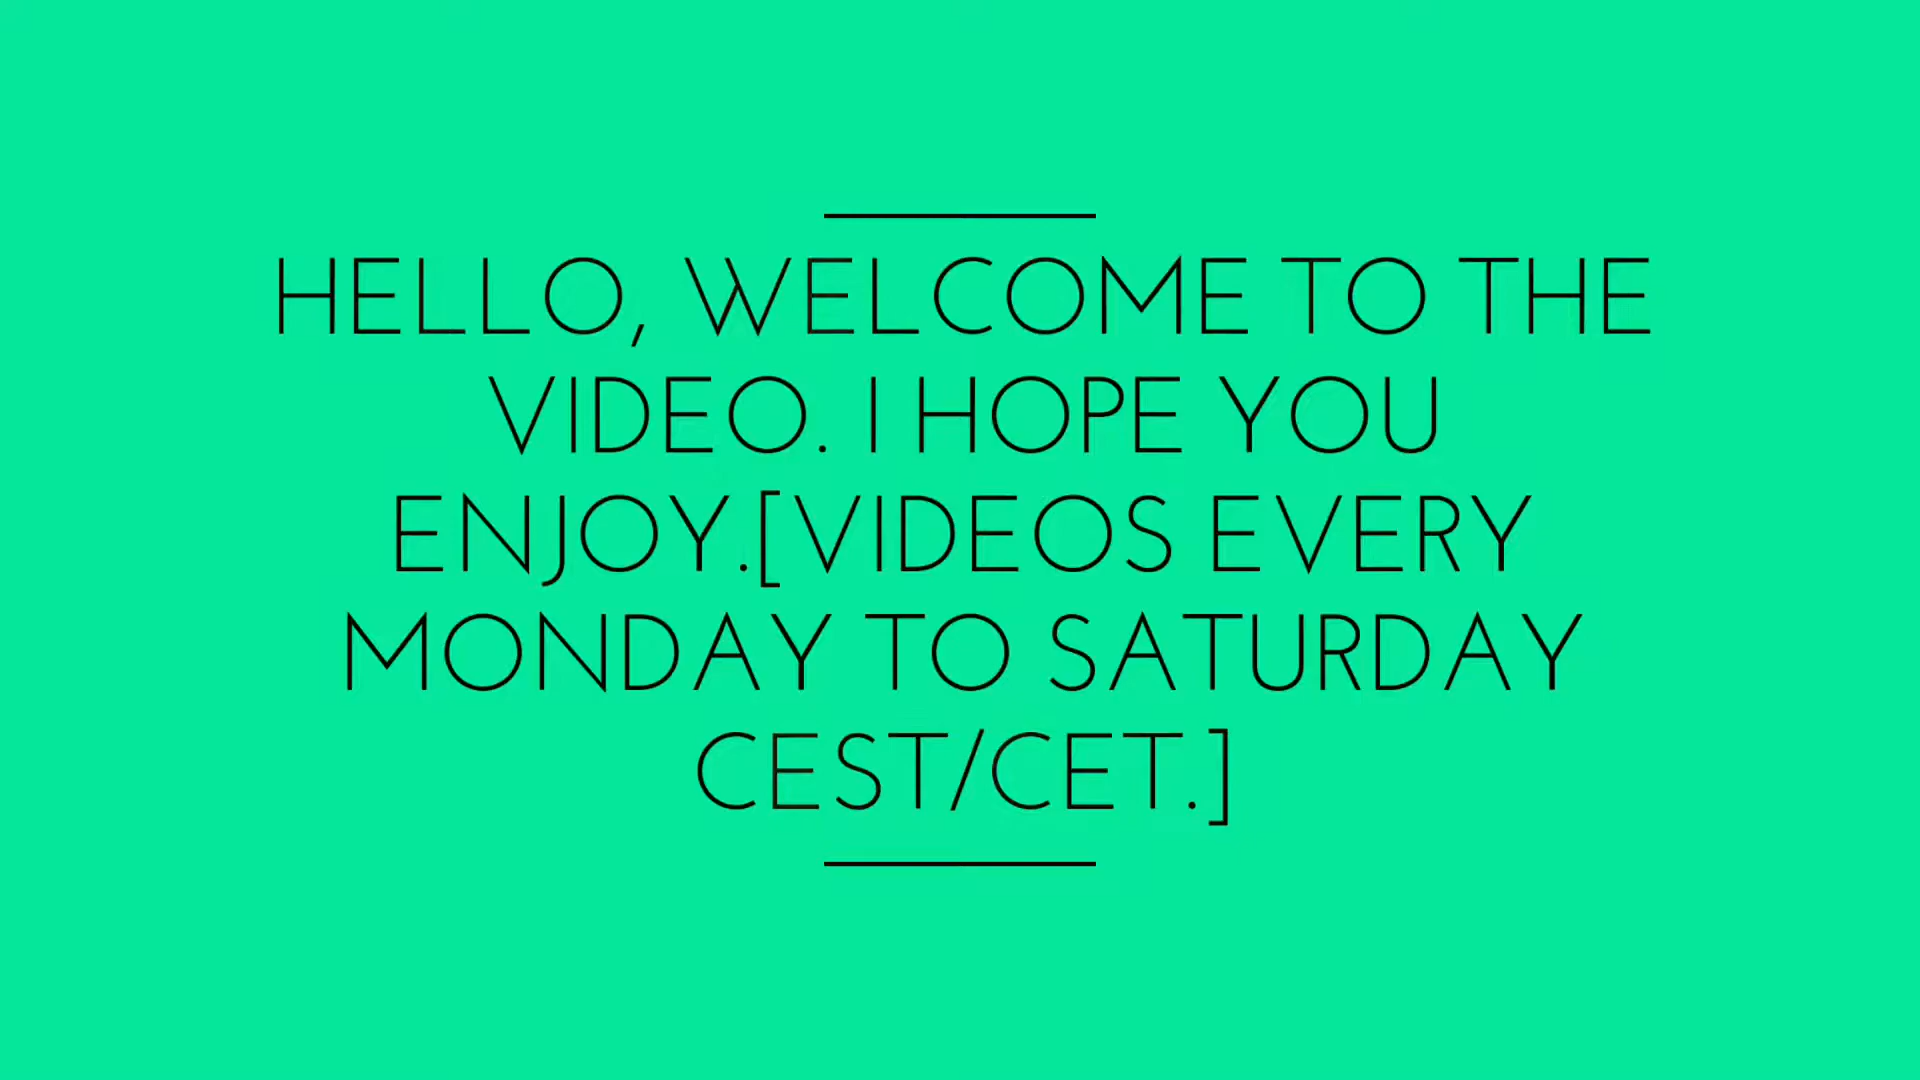 HELLO, WELCOME TO THE
VIDEO. I HOPE YOU
ENJOY.[VIDEOS EVERY
MONDAY TO SATURDAY
CEST/CET.]